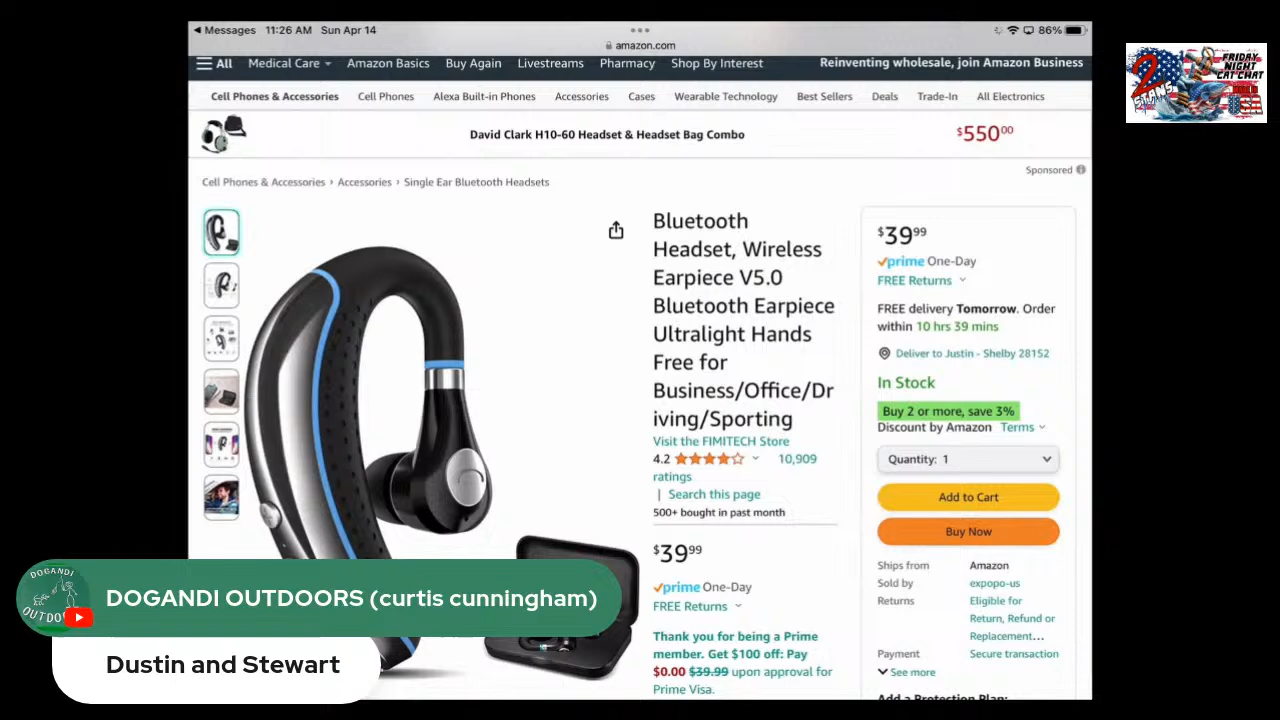 Messages 11:26 AM Sun Apr 14
86%
amazon.com
All Medical Care Amazon Basics Buy Again Livestreams Pharmacy Shop By Interest Reinventing wholesale, join Amazon Business
Cell Phones & Accessories Cell Phones Alexa Built-in Phones Accessories Cases Wearable Technology Best Sellers Deals Trade-In All Electronics
David Clark H10-60 Headset & Headset Bag Combo $55000
Sponsored
Cell Phones & Accessories › Accessories › Single Ear Bluetooth Headsets
Bluetooth
Headset, Wireless
Earpiece V5.0
Bluetooth Earpiece
Ultralight Hands
Free for
Business/Office/Dr
iving/Sporting
Visit the FIMITECH Store
4.2 10,909
ratings
| Search this page
500+ bought in past month
$3999
prime One-Day
FREE Returns
Thank you for being a Prime
member. Get $100 off: Pay
$0.00 $39.99 upon approval for
Prime Visa.
$3999
prime One-Day
FREE Returns
FREE delivery Tomorrow. Order
within 10 hrs 39 mins
Deliver to Justin - Shelby 28152
In Stock
Buy 2 or more, save 3%
Discount by Amazon Terms
Quantity: 1
Add to Cart
Buy Now
Ships from Amazon
Sold by expopo-us
Returns Eligible for
Return, Refund or
Replacement...
Payment Secure transaction
See more
Add a Protection Plan:
DOGANDI
OUTDO
DOGANDI OUTDOORS (curtis cunningham)
Dustin and Stewart
2
FRIDAY
NIGHT
CAT CHAT
USA